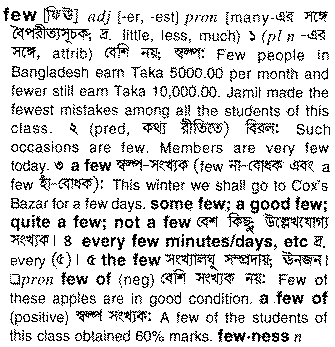 few [ফিউ] adj [-er, -est] pron [many-এর সঙ্গে
বৈপরীত্যসূচক; দ্র. little, less, much) ১ (pl n -এর
সঙ্গে, attrib) বেশি নয়; স্বল্প: Few people in
Bangladesh earn Taka 5000.00 per month and
fewer still earn Taka 10,000.00. Jamil made the
fewest mistakes among all the students of this
class. ২ (pred, কথ্য রীতিতে) বিরল: Such
occasions are few. Members are very few
today. ৩ a few স্বল্প-সংখ্যক (few না-বোধক এবং a
few হাঁ-বোধক): This winter we shall go to Cox's
Bazar for a few days. some few; a good few;
quite a few; not a few বেশ কিছু; উল্লেখযোগ্য
সংখ্যক। ৪ every few minutes/days, etc দ্র.
every (৫)। ৫ the few সংখ্যালঘু সম্প্রদায়; ঊনজন।
□pron few of (neg) বেশি সংখ্যক নয়: Few of
these apples are in good condition. a few of
(positive) স্বল্প সংখ্যক: A few of the students of
this class obtained 60% marks. few·ness n